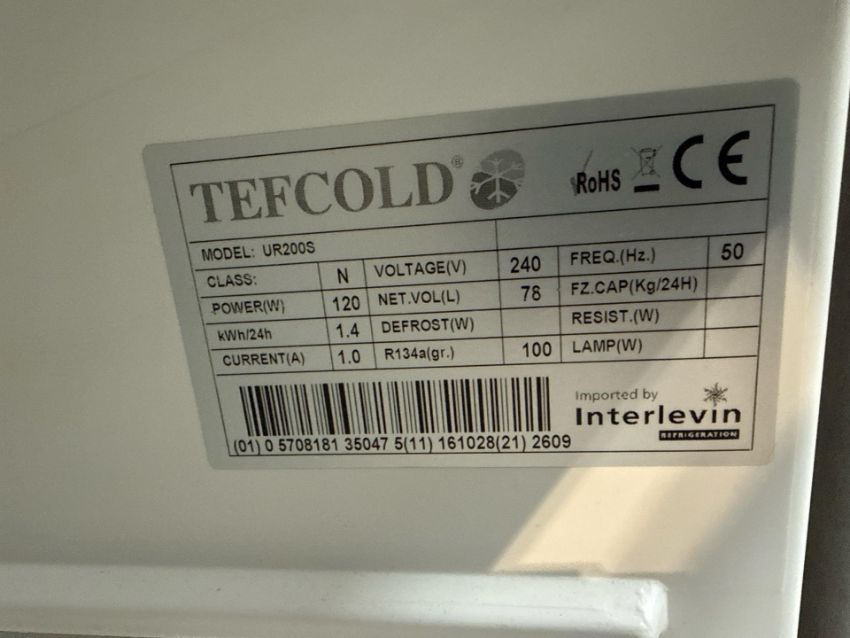 TEFCOLD®
RoHS CE
MODEL: UR200S
CLASS: N VOLTAGE(V) 240 FREQ.(Hz.) 50
POWER(W) 120 NET.VOL(L) 78 FZ.CAP(Kg/24H)
kWh/24h 1.4 DEFROST(W) RESIST.(W)
CURRENT(A) 1.0 R134a(gr.) 100 LAMP(W)
Imported by
Interlevin
REFRIGERATION
(01) 0 5708181 35047 5(11) 161028(21) 2609